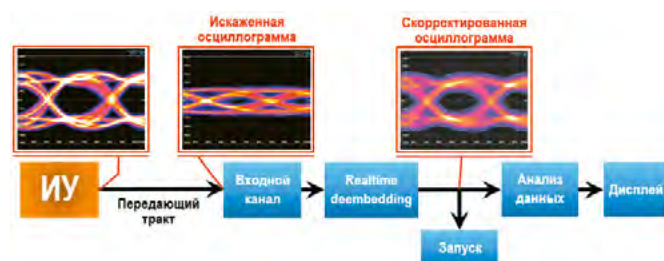 Искаженная
осциллограмма
Скорректированная
осциллограмма
ИУ
Передающий
тракт
Входной
канал
Realtime
deembedding
Анализ
данных
Дисплей
Запуск